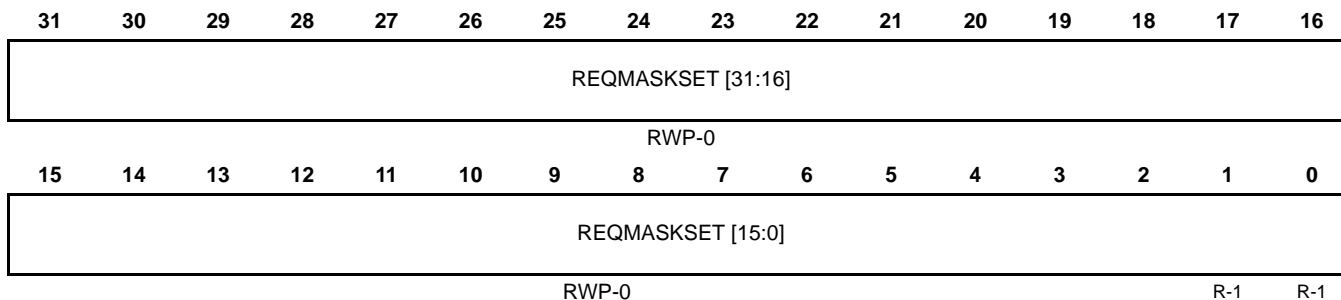 31 30 29 28 27 26 25 24 23 22 21 20 19 18 17 16
REQMASKSET [31:16]
RWP-0
15 14 13 12 11 10 9 8 7 6 5 4 3 2 1 0
REQMASKSET [15:0]
RWP-0 R-1 R-1